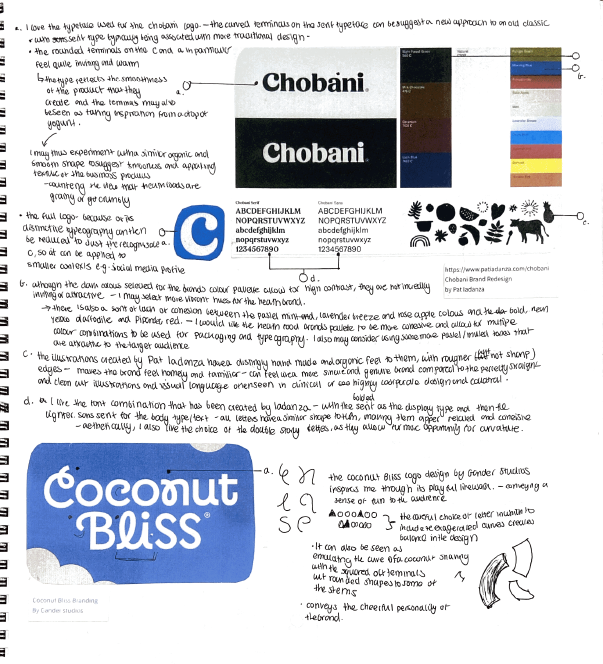 a. I love the typeface used for the chobani logo - the curved terminals on the serif typeface can be suggest a new approach to an old classic
• with serif type typically being associated with more traditional design -
• the rounded terminals on the C and a in particular
feel quite inviting and warm
↳ the type reflects the smoothness
of the product that they
create and the terminals may also
be seen as taking inspiration from a drop of
yogurt.
I may thus experiment with a similar organic and
smooth shape to suggest smoothness and appealing
texture of the business products
- countering the view that health foods are
grainy or too crumbly
• the full logo because of its
distinctive typeography can then
be reduced to just the recognisable
C, so it can be applied to
smaller contexts e.g. social media profile
a.
Chobani®
Chobani®
b.
a.
C
Chobani Serif
ABCDEFGHIJKLM
NOPQRSTUVWXYZ
abcdefghijklm
nopqrstuvwxyz
1234567890
Chobani Sans
ABCDEFGHIJKLM
NOPQRSTUVWXYZ
abcdefghijklm
nopqrstuvwxyz
1234567890
c.
d.
https://www.patiadanza.com/chobani
Chobani Brand Redesign
by Pat Iadanza
b. although the dark colours selected for the brands colour pallette allow for high contrast, they are not incredibly
inviting or attractive - I may select more vibrant hues for the health brand.
→ there is also a sort of lack of cohesion between the pastel mint and, lavender breeze and rose apple colours and the bold, neon
yellow daffodile and red. - I would like the health food brands pallete to be more cohesive and allow for multiple
colour combinations to be used for packaging and typography. I also may consider using some more pastel/muted tones that
are attractive to the target audience
c. the illustrations created by Pat Iadanza have a distinctly hand made and organic feel to them, with rougher (but not sharp)
edges - makes the brand feel homely and familiar - can feel like a more sincere and genuine brand compared to the perfectly straight
and clean cut illustrations and visual language often seen in clinical or highly corporate design and collateral.
d. I like the font combination that has been created by Iadanza - with the bolded serif as the display type and then the
lighter sans serif for the body type/text - all letters have a similar shape to them, making them appear related and cohesive
- aesthetically, I also like the choice of the double story letters, as they allow for more opportunity for curvature.
Coconut
Bliss®
a.
the coconut Bliss logo design by Gander Studios
inspires me through its playful linework. - conveying a
sense of fun to the audience
the careful choice of letter in which to
include the exaggerated curves creates
balance in the design
• It can also be seen as
emulating the curve of a coconut shaving
with the squared off terminals
but rounded shapes to some of
the stems
• conveys the cheerful personality of
the brand.
Coconut Bliss Branding
By Gander Studios